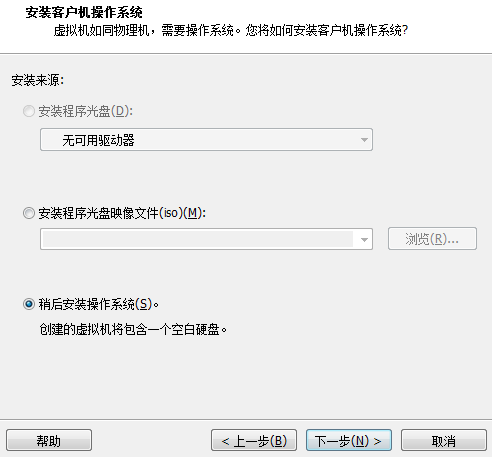 安装客户机操作系统
虚拟机如同物理机，需要操作系统。您将如何安装客户机操作系统?
安装来源:
安装程序光盘(D):
无可用驱动器
安装程序光盘映像文件(iso)(M):
浏览(R)...
稍后安装操作系统(S)。
创建的虚拟机将包含一个空白硬盘。
帮助
< 上一步(B)
下一步(N) >
取消